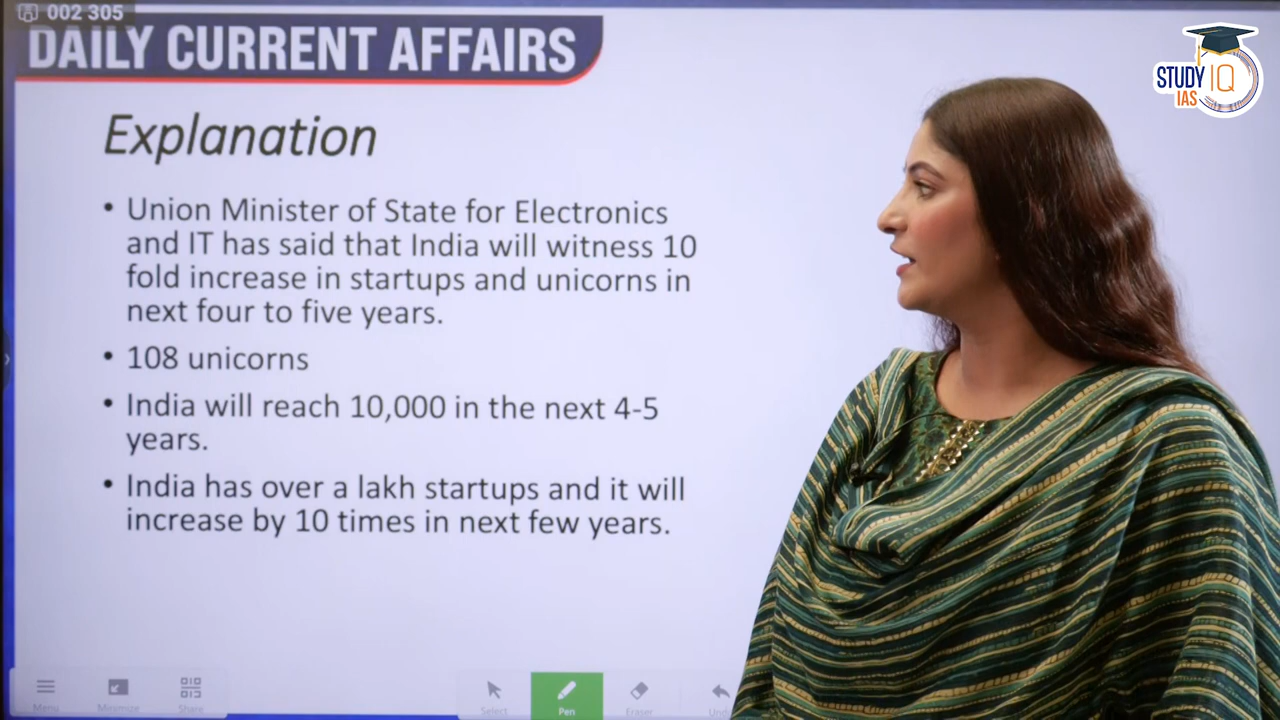 002 305
DAILY CURRENT AFFAIRS
STUDY IQ
IAS
Explanation
• Union Minister of State for Electronics
and IT has said that India will witness 10
fold increase in startups and unicorns in
next four to five years.
• 108 unicorns
• India will reach 10,000 in the next 4-5
years.
• India has over a lakh startups and it will
increase by 10 times in next few years.
Menu Minimize Share Select Pen Eraser Und